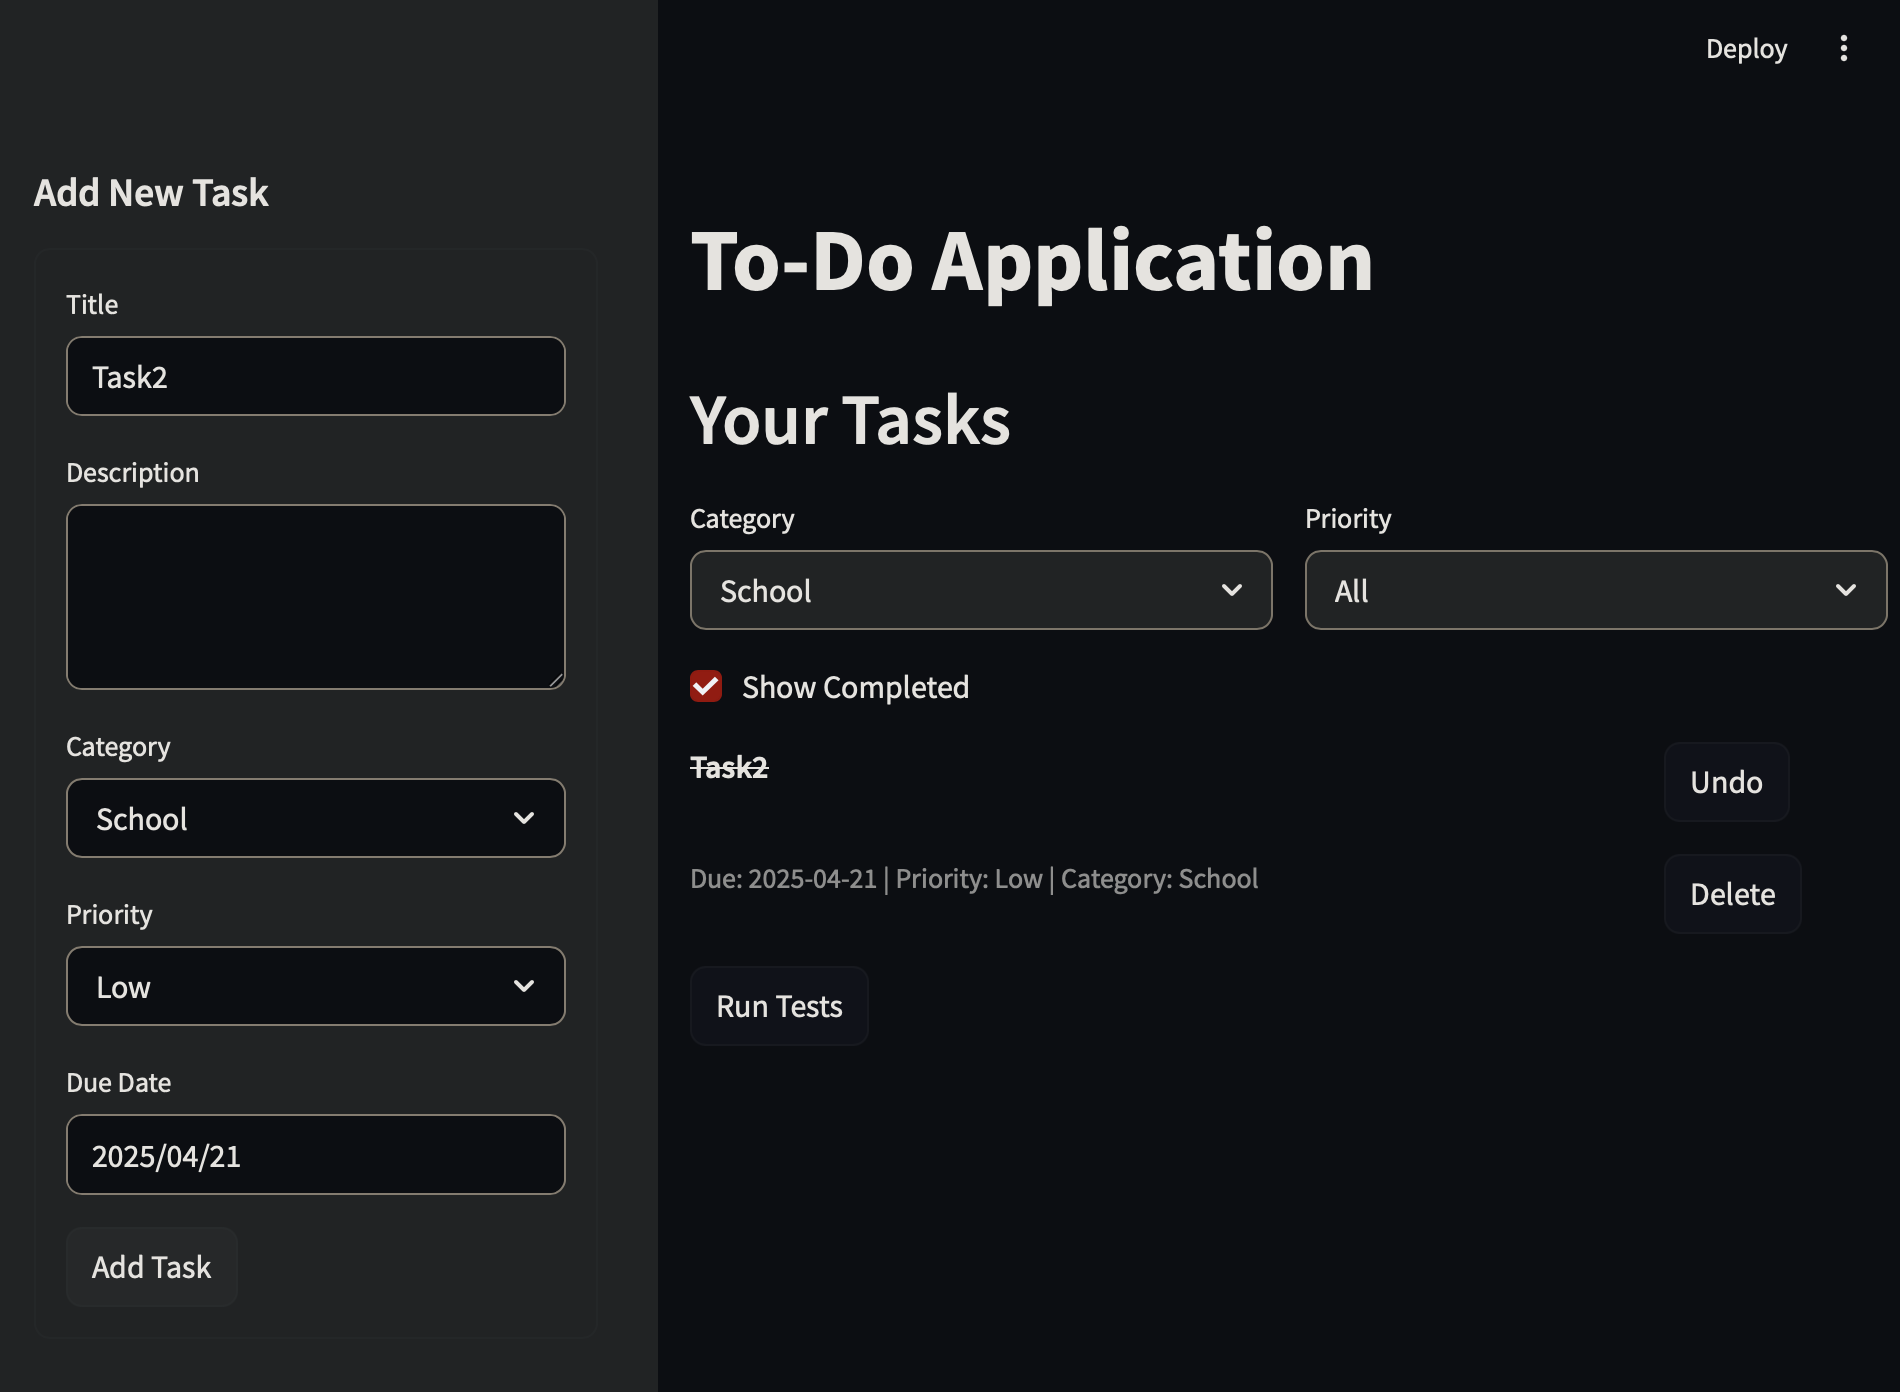 Deploy
Add New Task
Title
Task2
Description
Category
School
Priority
Low
Due Date
2025/04/21
Add Task
To-Do Application
Your Tasks
Category
Priority
School
All
Show Completed
Task2
Undo
Due: 2025-04-21 | Priority: Low | Category: School
Delete
Run Tests